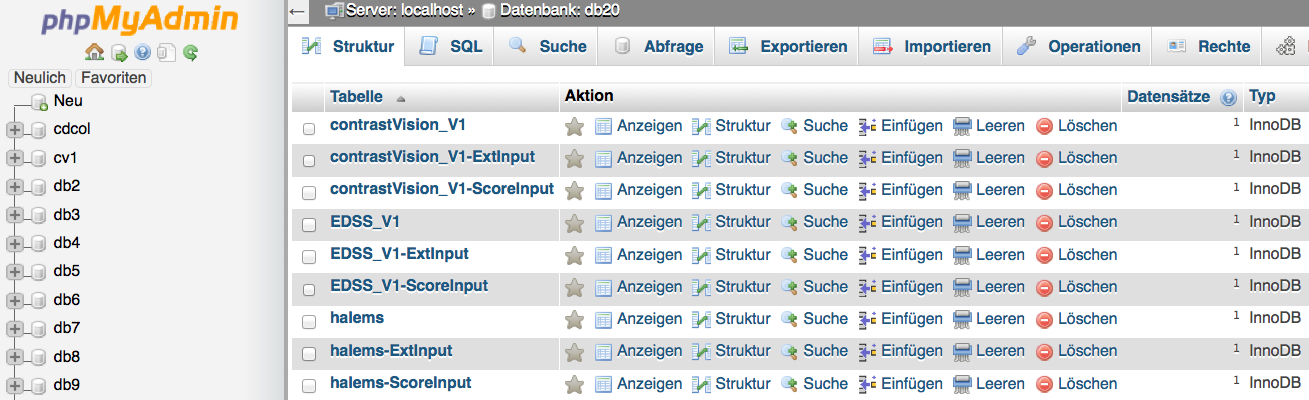 phpMyAdmin
Neulich Favoriten
Neu
cdcol
cv1
db2
db3
db4
db5
db6
db7
db8
db9
Server: localhost » Datenbank: db20
Struktur SQL Suche Abfrage Exportieren Importieren Operationen Rechte
Tabelle Aktion Datensätze Typ
contrastVision_V1 Anzeigen Struktur Suche Einfügen Leeren Löschen 1 InnoDB
contrastVision_V1-ExtInput Anzeigen Struktur Suche Einfügen Leeren Löschen 1 InnoDB
contrastVision_V1-ScoreInput Anzeigen Struktur Suche Einfügen Leeren Löschen 1 InnoDB
EDSS_V1 Anzeigen Struktur Suche Einfügen Leeren Löschen 1 InnoDB
EDSS_V1-ExtInput Anzeigen Struktur Suche Einfügen Leeren Löschen 1 InnoDB
EDSS_V1-ScoreInput Anzeigen Struktur Suche Einfügen Leeren Löschen 1 InnoDB
halems Anzeigen Struktur Suche Einfügen Leeren Löschen 1 InnoDB
halems-ExtInput Anzeigen Struktur Suche Einfügen Leeren Löschen 1 InnoDB
halems-ScoreInput Anzeigen Struktur Suche Einfügen Leeren Löschen 1 InnoDB